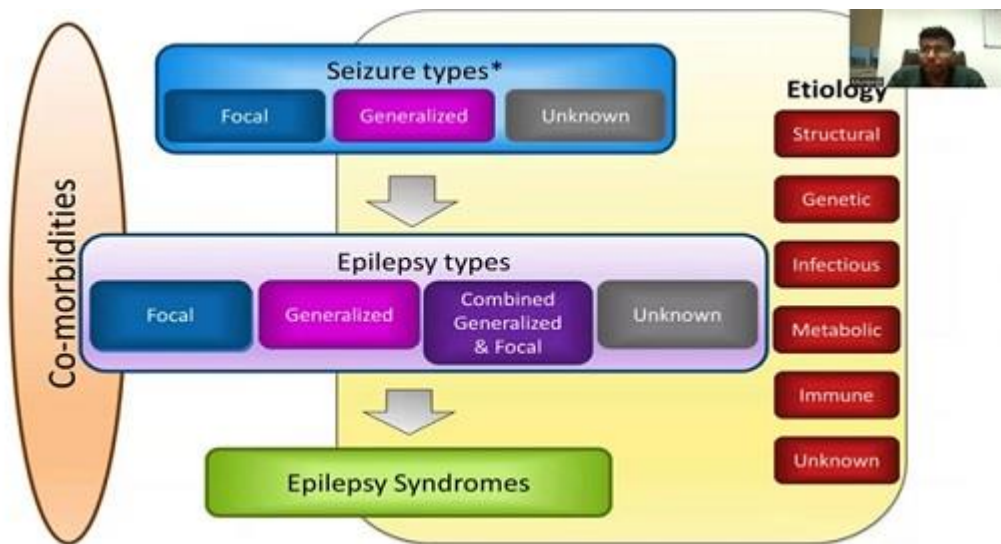 Seizure types*
Focal
Generalized
Unknown
Etiology
Structural
Genetic
Infectious
Metabolic
Immune
Unknown
Co-morbidities
Epilepsy types
Focal
Generalized
Combined
Generalized
& Focal
Unknown
Epilepsy Syndromes